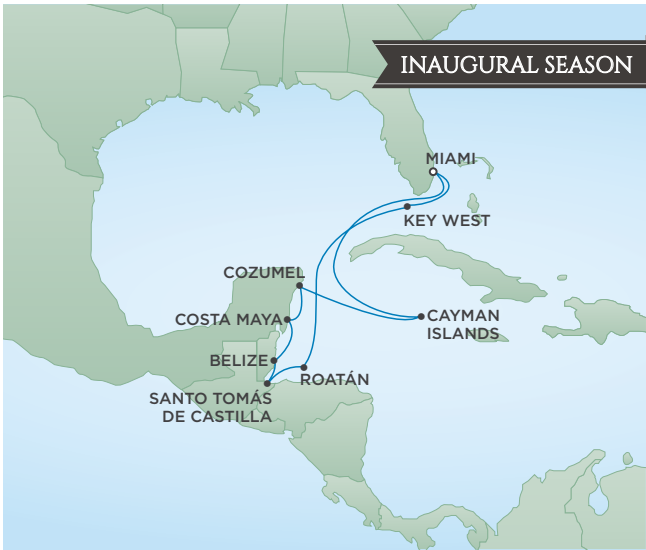 INAUGURAL SEASON
MIAMI
KEY WEST
COZUMEL
COSTA MAYA
CAYMAN
ISLANDS
BELIZE
ROATÁN
SANTO TOMÁS
DE CASTILLA